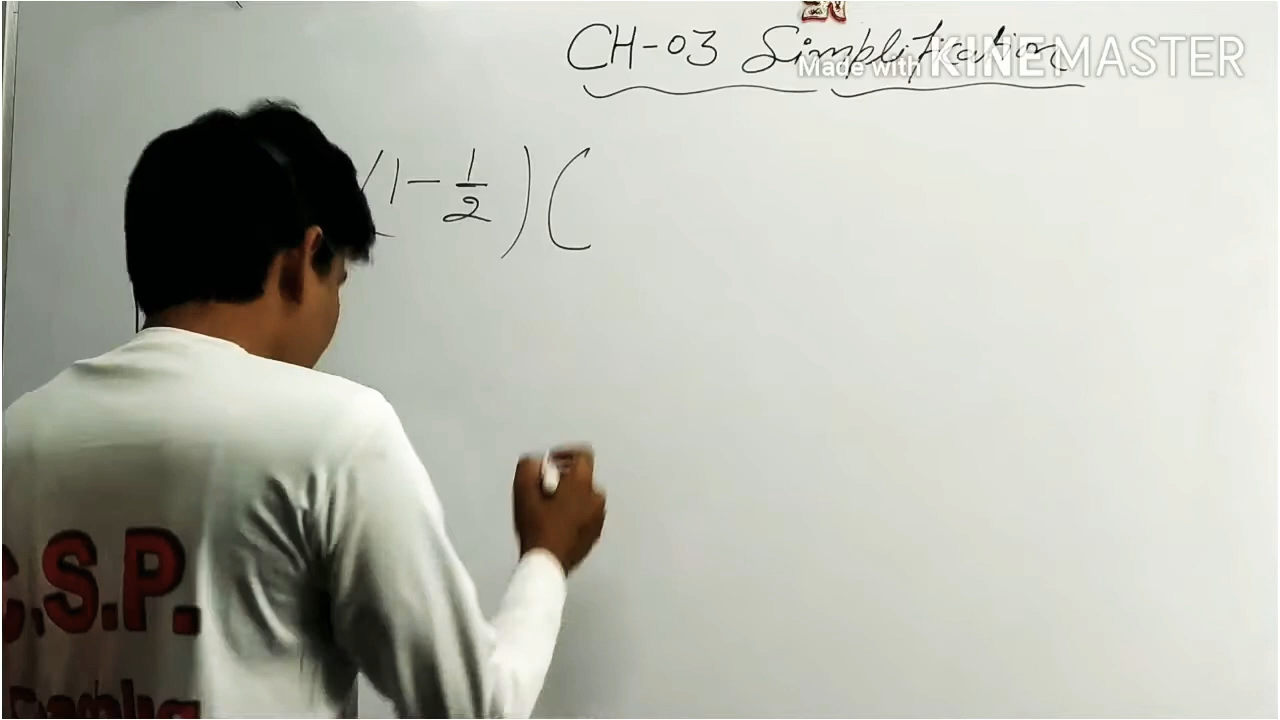 CH-03 Simplification
Made with KINEMASTER
(1 - 1/2) (
C.S.P.